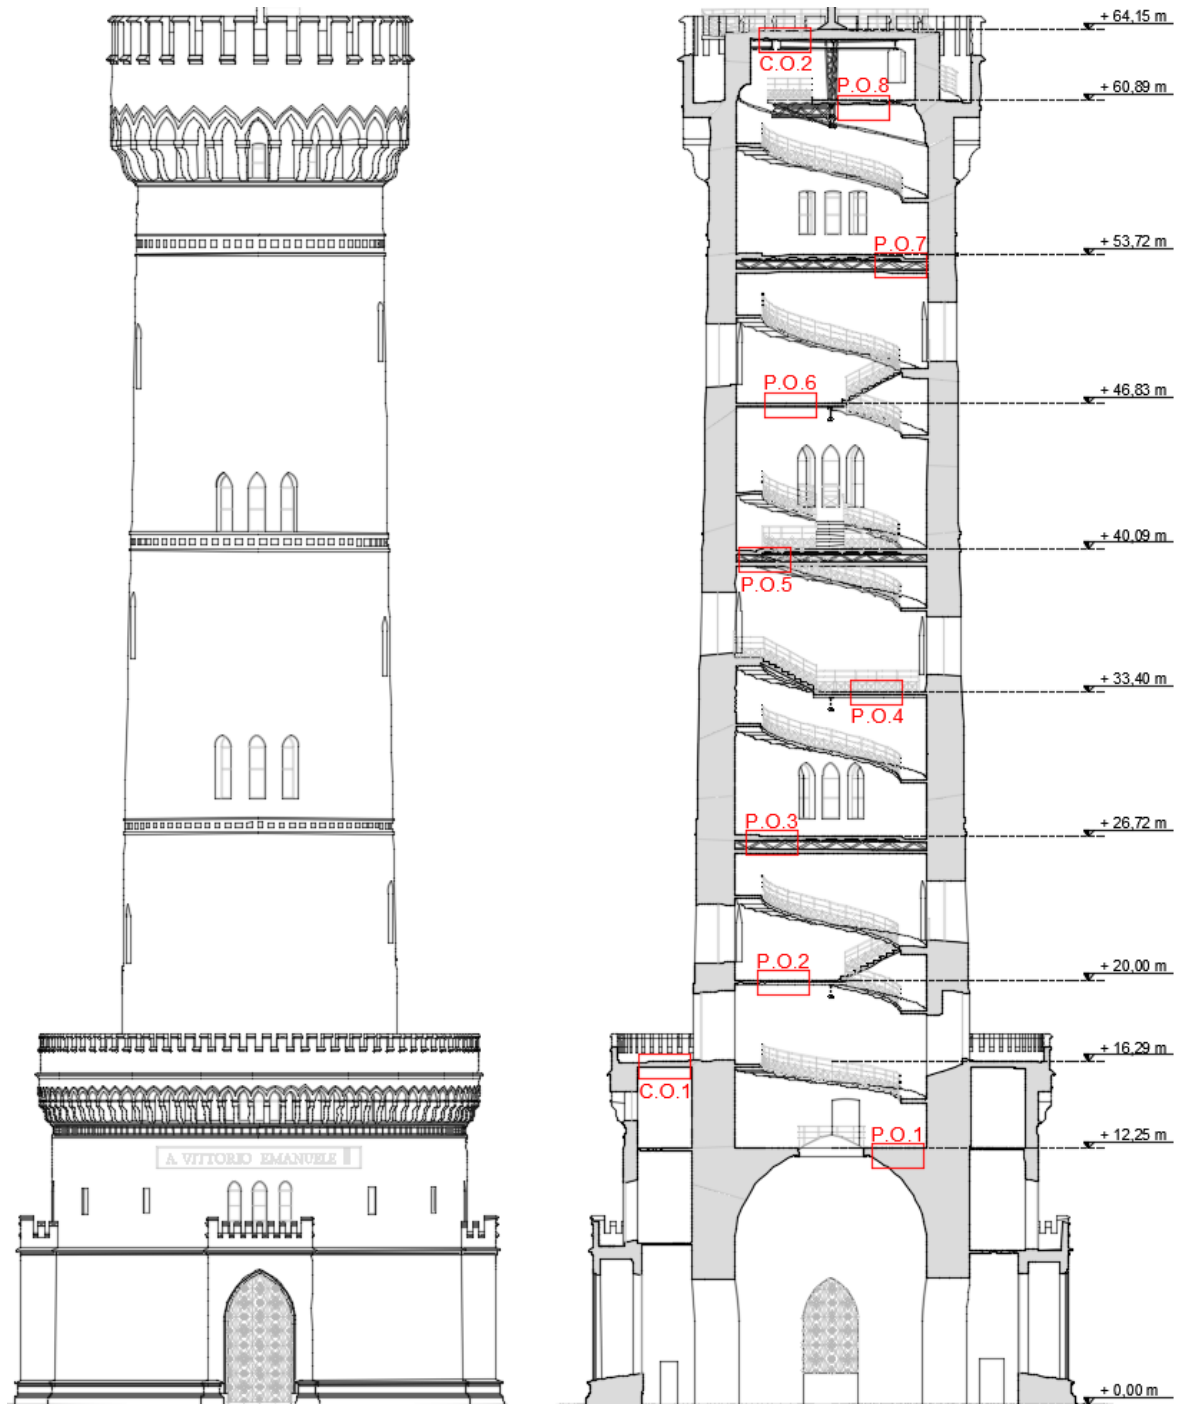 + 64,15 m
C.O.2
P.O.8
+ 60,89 m
P.O.7
+ 53,72 m
P.O.6
+ 46,83 m
+ 40,09 m
P.O.5
+ 33,40 m
P.O.4
P.O.3
+ 26,72 m
P.O.2
+ 20,00 m
+ 16,29 m
C.O.1
P.O.1
+ 12,25 m
A VITTORIO EMANUELE II
+ 0,00 m